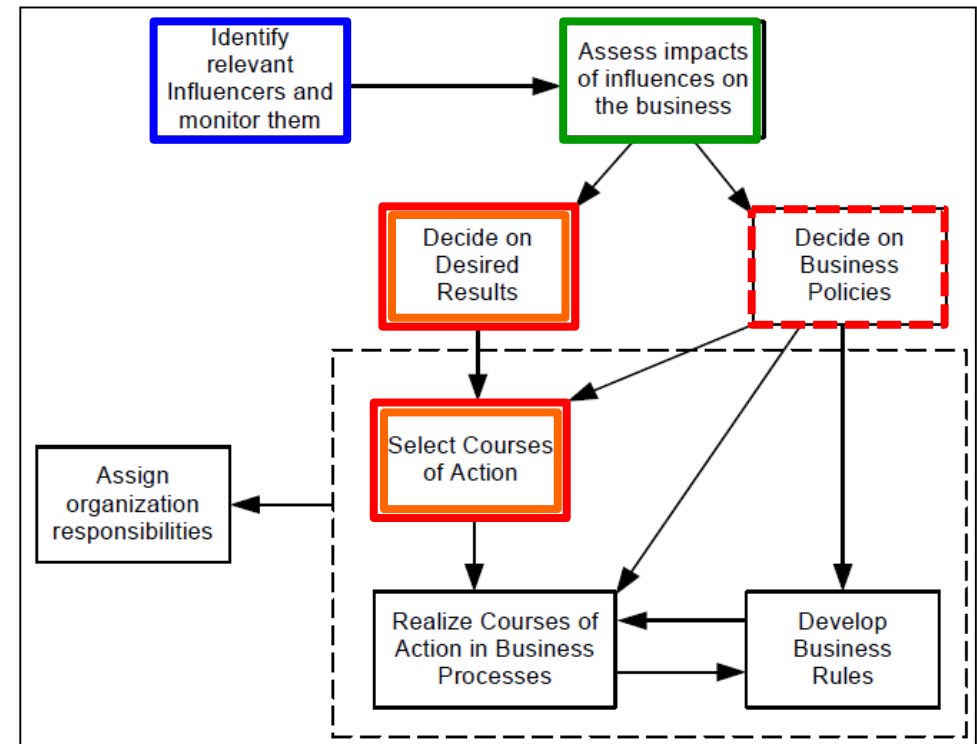 Identify
relevant
Influencers and
monitor them
Assess impacts
of influences on
the business
Decide on
Desired
Results
Decide on
Business
Policies
Select Courses
of Action
Assign
organization
responsibilities
Realize Courses of
Action in Business
Processes
Develop
Business
Rules